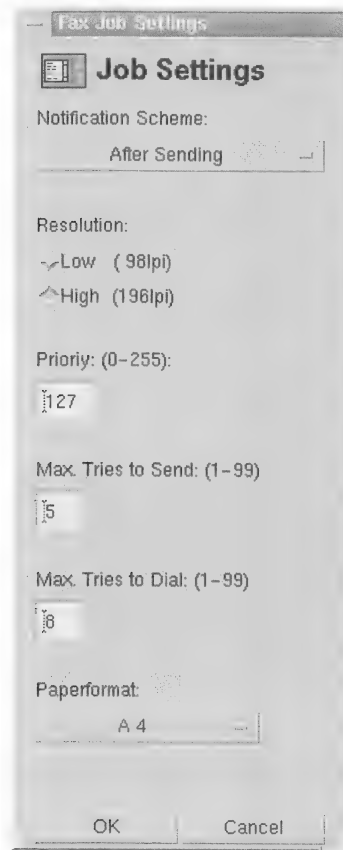 Fax Job Settings
Job Settings
Notification Scheme:
After Sending
Resolution:
Low ( 98lpi)
High (196lpi)
Prioriy: (0-255):
127
Max. Tries to Send: (1-99)
5
Max. Tries to Dial: (1-99)
8
Paperformat:
A 4
OK Cancel